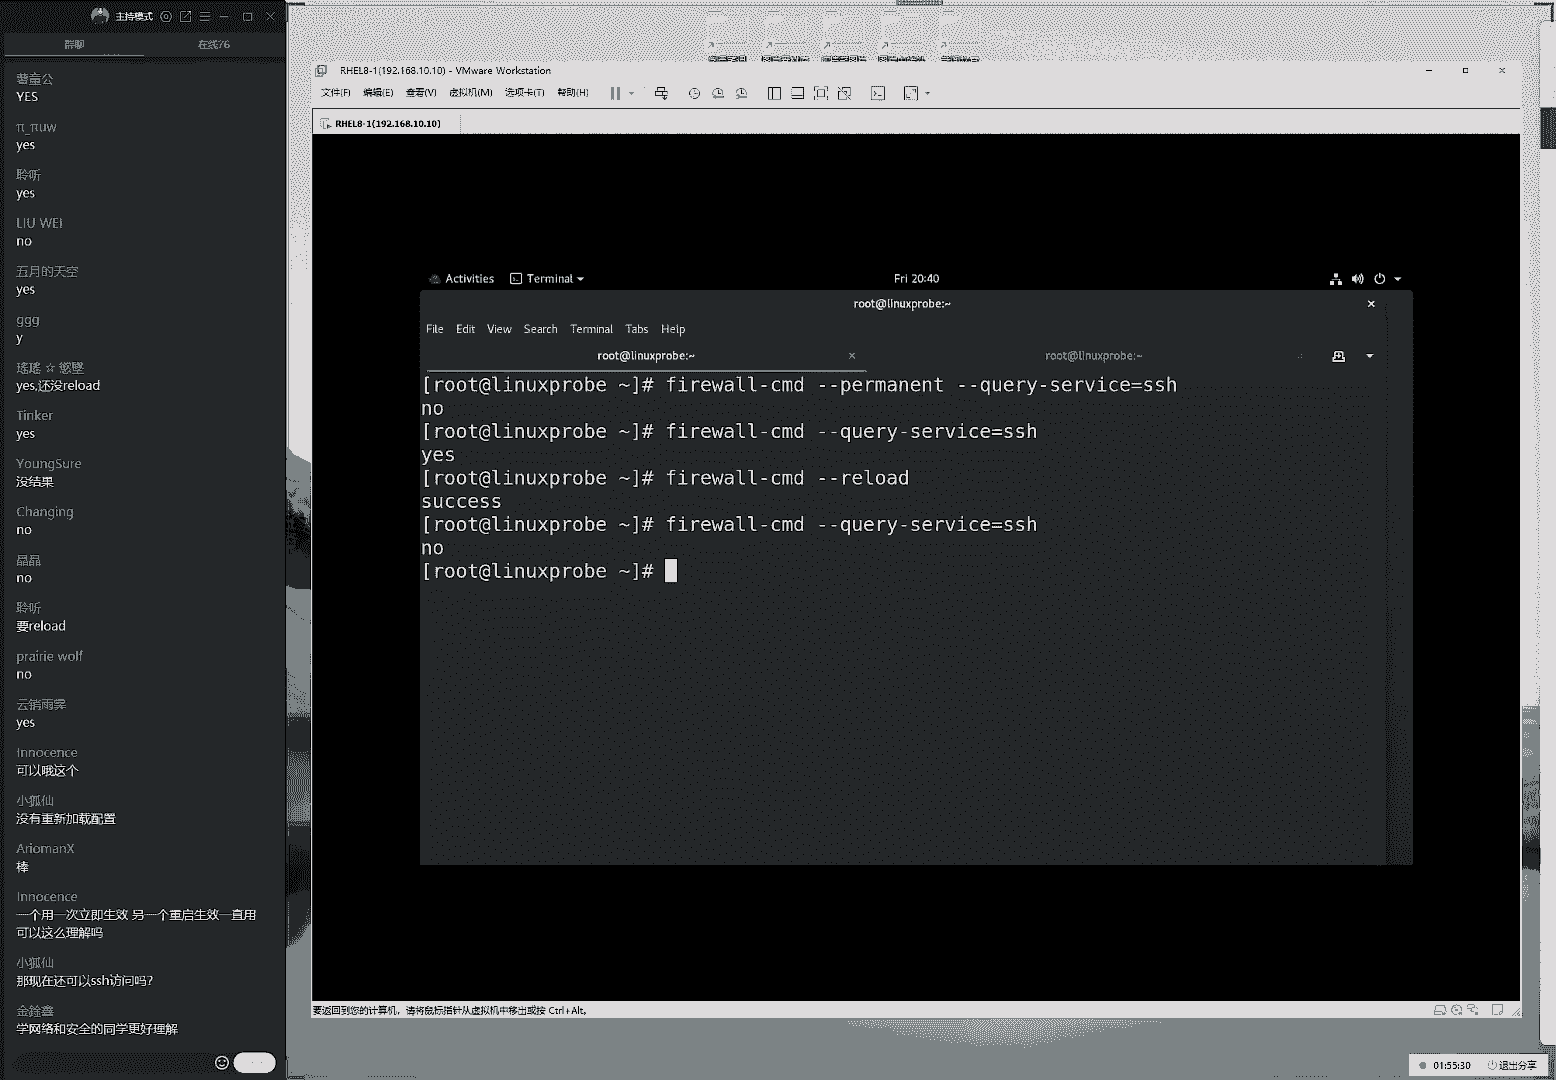 主持模式
群聊
在线76
YES
π_πuw
yes
聆听
yes
LIU WEI
no
五月的天空
yes
ggg
y
yes,还没reload
Tinker
yes
YoungSure
没结果
Changing
no
晶晶
no
聆听
要reload
prairie wolf
no
云销雨霁
yes
Innocence
可以哦这个
小狐仙
没有重新加载配置
AriomanX
棒
Innocence
一个用一次立即生效 另一个重启生效一直用
可以这么理解吗
小狐仙
那现在还可以ssh访问吗?
学网络和安全的同学更好理解
RHEL8-1(192.168.10.10) - VMware Workstation
文件(F) 编辑(E) 查看(V) 虚拟机(M) 选项卡(T) 帮助(H)
RHEL8-1(192.168.10.10)
Activities Terminal Fri 20:40
root@linuxprobe:~
File Edit View Search Terminal Tabs Help
root@linuxprobe:~ root@linuxprobe:~
[root@linuxprobe ~]# firewall-cmd --permanent --query-service=ssh
no
[root@linuxprobe ~]# firewall-cmd --query-service=ssh
yes
[root@linuxprobe ~]# firewall-cmd --reload
success
[root@linuxprobe ~]# firewall-cmd --query-service=ssh
no
[root@linuxprobe ~]#
要返回到您的计算机，请将鼠标指针从虚拟机中移出或按 Ctrl+Alt。
01:55:30 退出分享